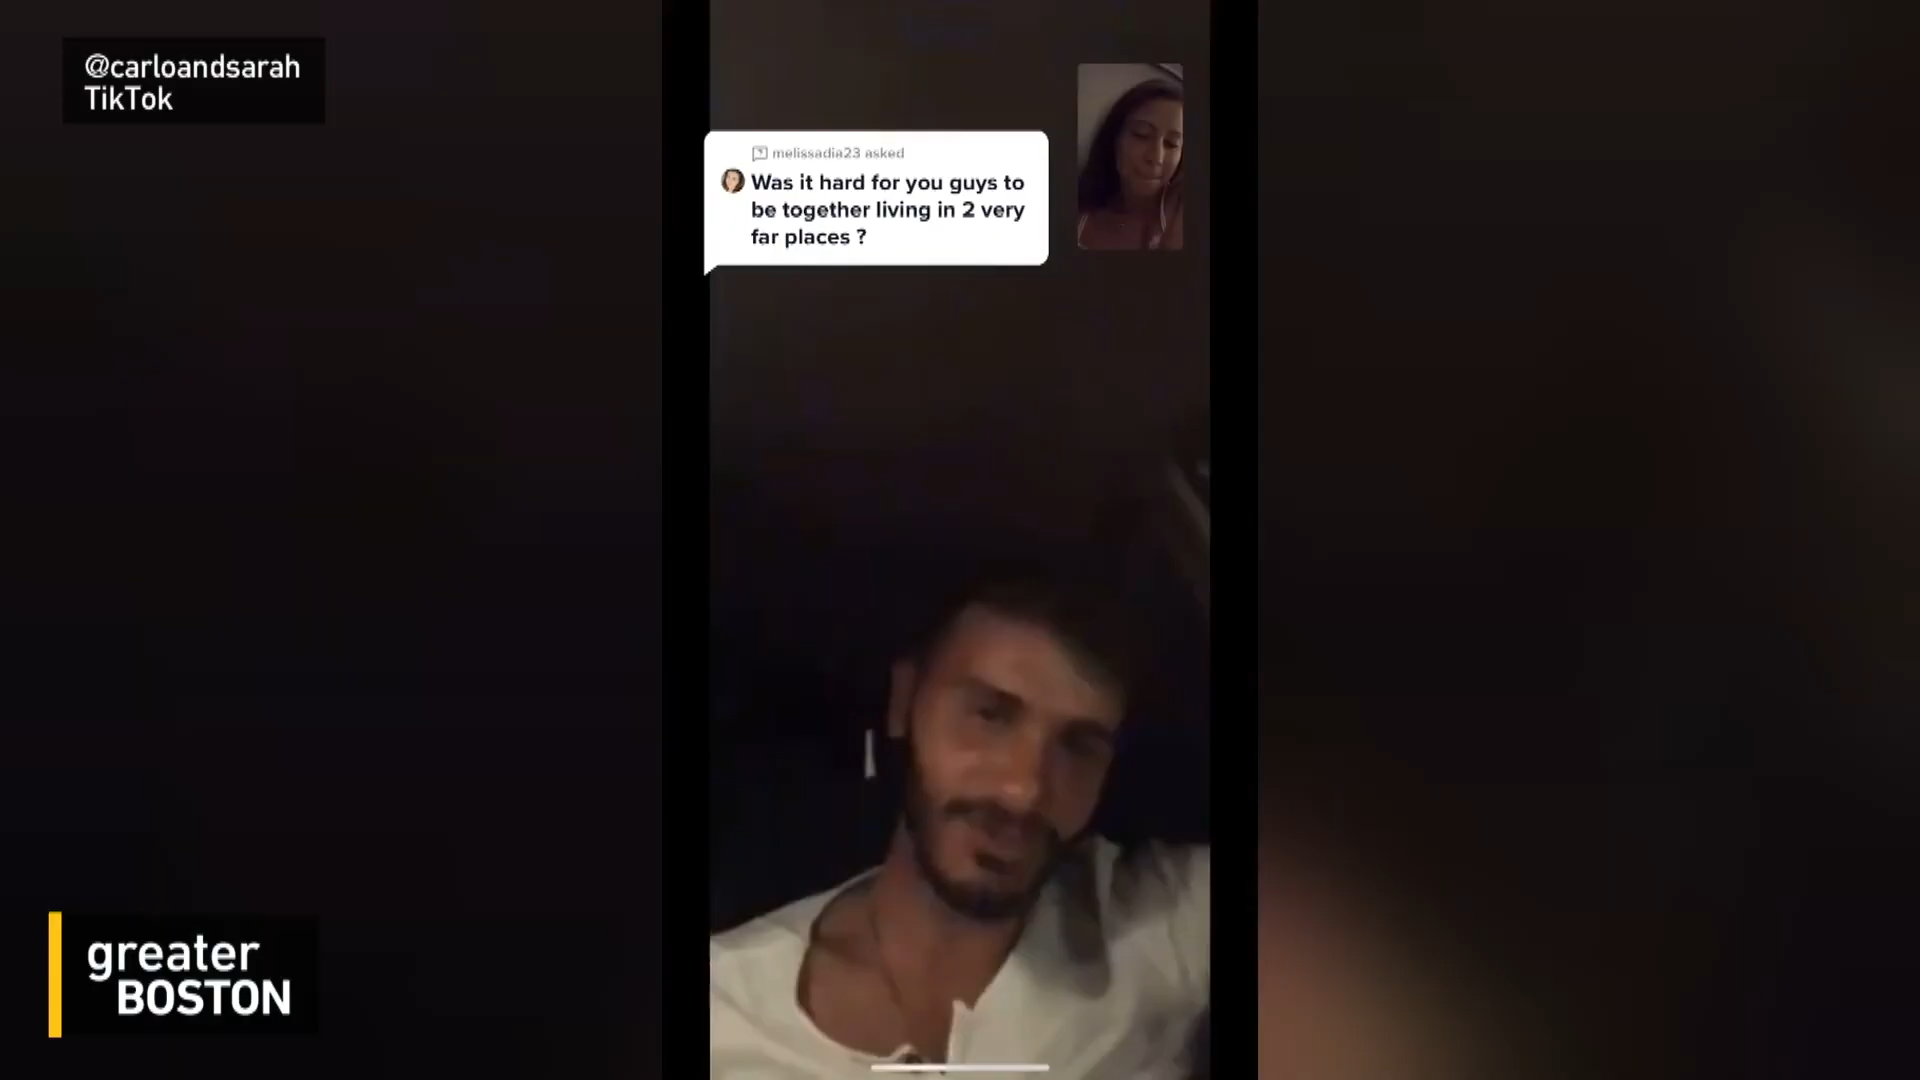 @carloandsarah
TikTok
melissadia23 asked
Was it hard for you guys to
be together living in 2 very
far places ?
greater
BOSTON